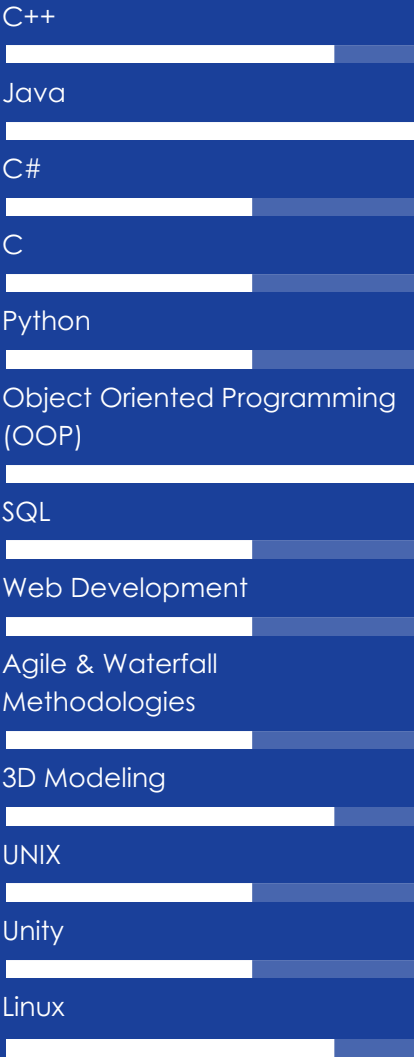 C++
Java
C#
C
Python
Object Oriented Programming
(OOP)
SQL
Web Development
Agile & Waterfall
Methodologies
3D Modeling
UNIX
Unity
Linux